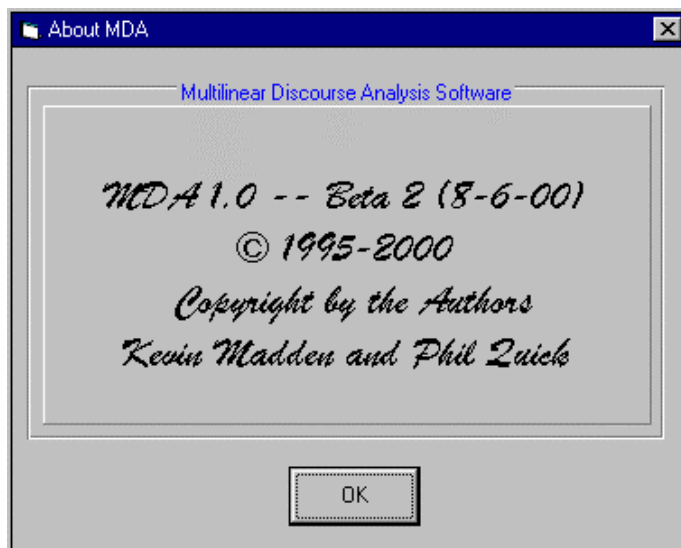 About MDA
Multilinear Discourse Analysis Software
MDA 1.0 -- Beta 2 (8-6-00)
© 1995-2000
Copyright by the Authors
Kevin Madden and Phil Quick
OK